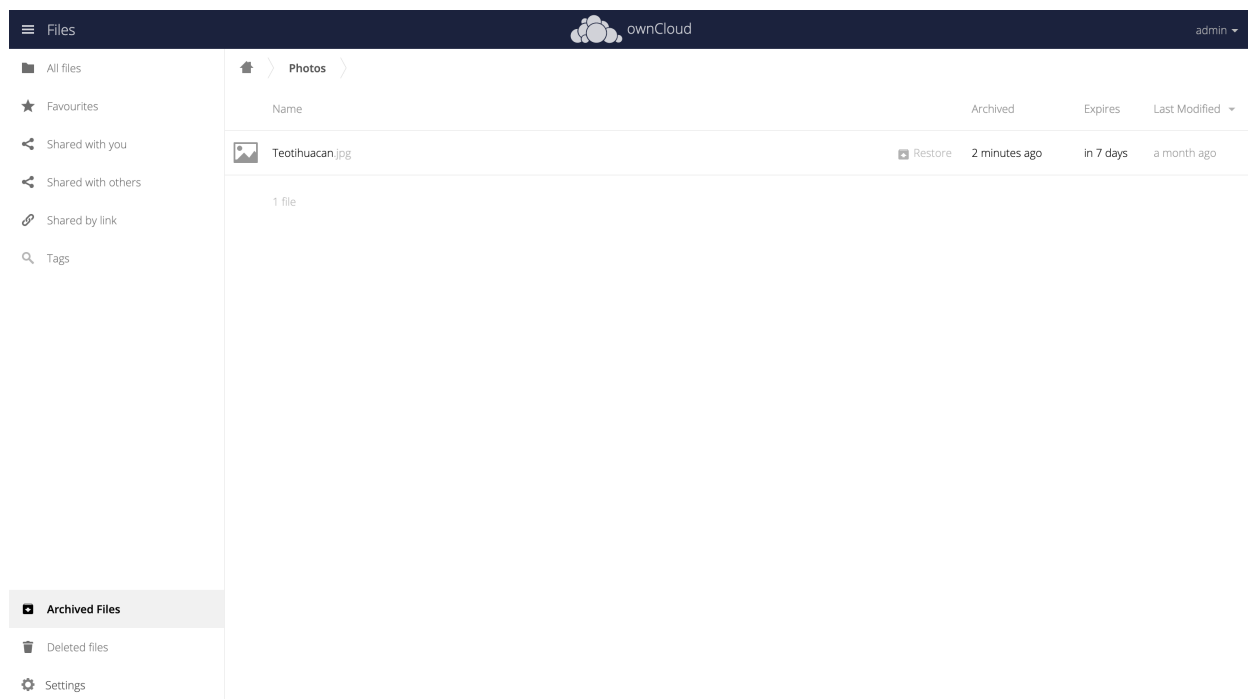 Files
ownCloud
admin
All files
Favourites
Shared with you
Shared with others
Shared by link
Tags
Archived Files
Deleted files
Settings
Photos
Name Archived Expires Last Modified
Teotihuacan.jpg Restore 2 minutes ago in 7 days a month ago
1 file